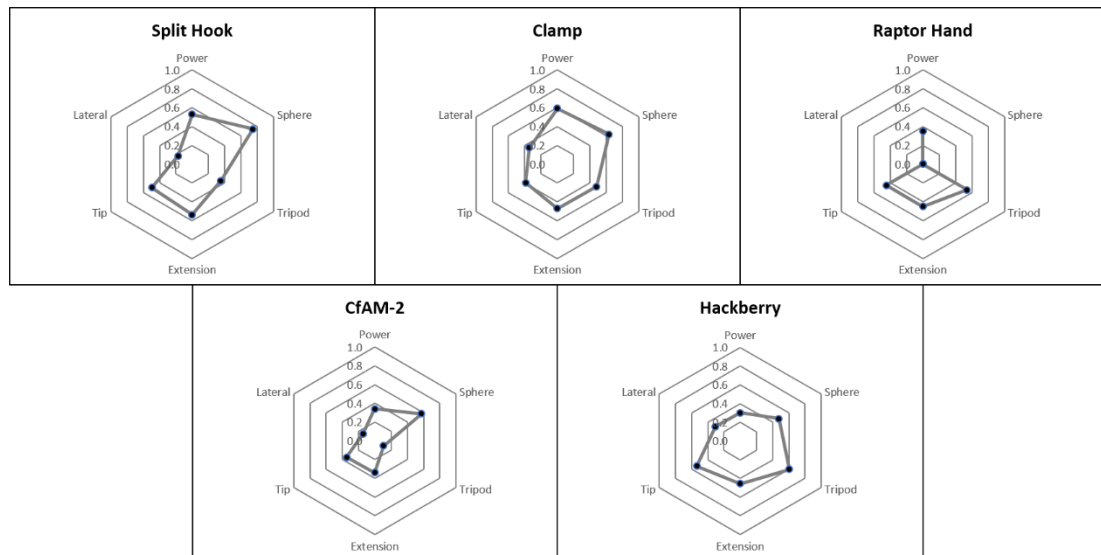 Split Hook
Power
1.0
Lateral
0.8
Sphere
0.6
0.4
0.2
0.0
Tip
Tripod
Extension
Clamp
Power
1.0
Lateral
0.8
Sphere
0.6
0.4
0.2
0.0
Tip
Tripod
Extension
Raptor Hand
Power
1.0
Lateral
0.8
Sphere
0.6
0.4
0.2
0.0
Tip
Tripod
Extension
CfAM-2
Power
1.0
Lateral
0.8
Sphere
0.6
0.4
0.2
0.0
Tip
Tripod
Extension
Hackberry
Power
1.0
Lateral
0.8
Sphere
0.6
0.4
0.2
0.0
Tip
Tripod
Extension